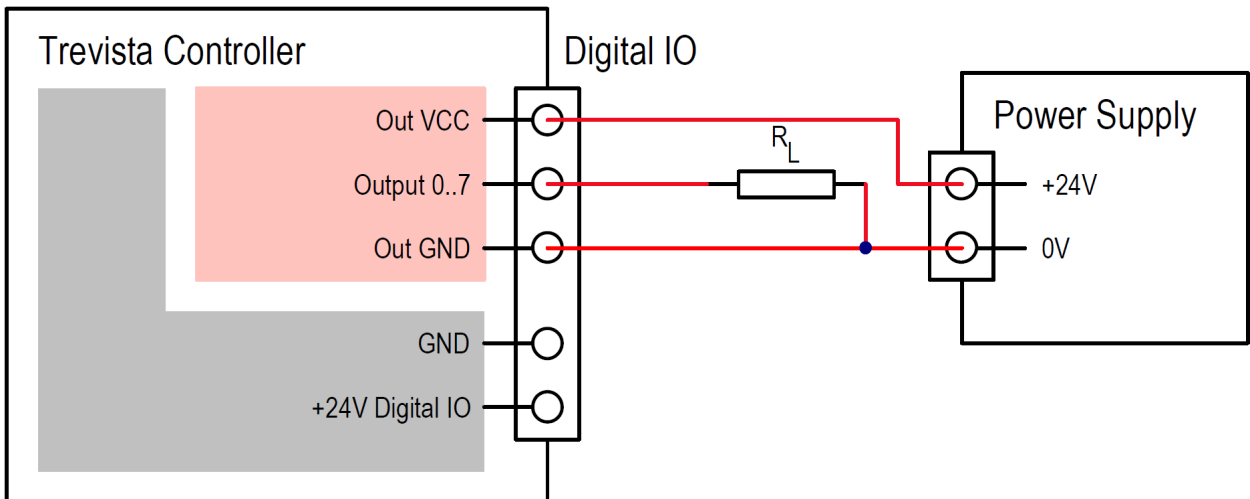 Trevista Controller
Digital IO
Power Supply
Out VCC
Output 0..7
Out GND
GND
+24V Digital IO
RL
+24V
0V